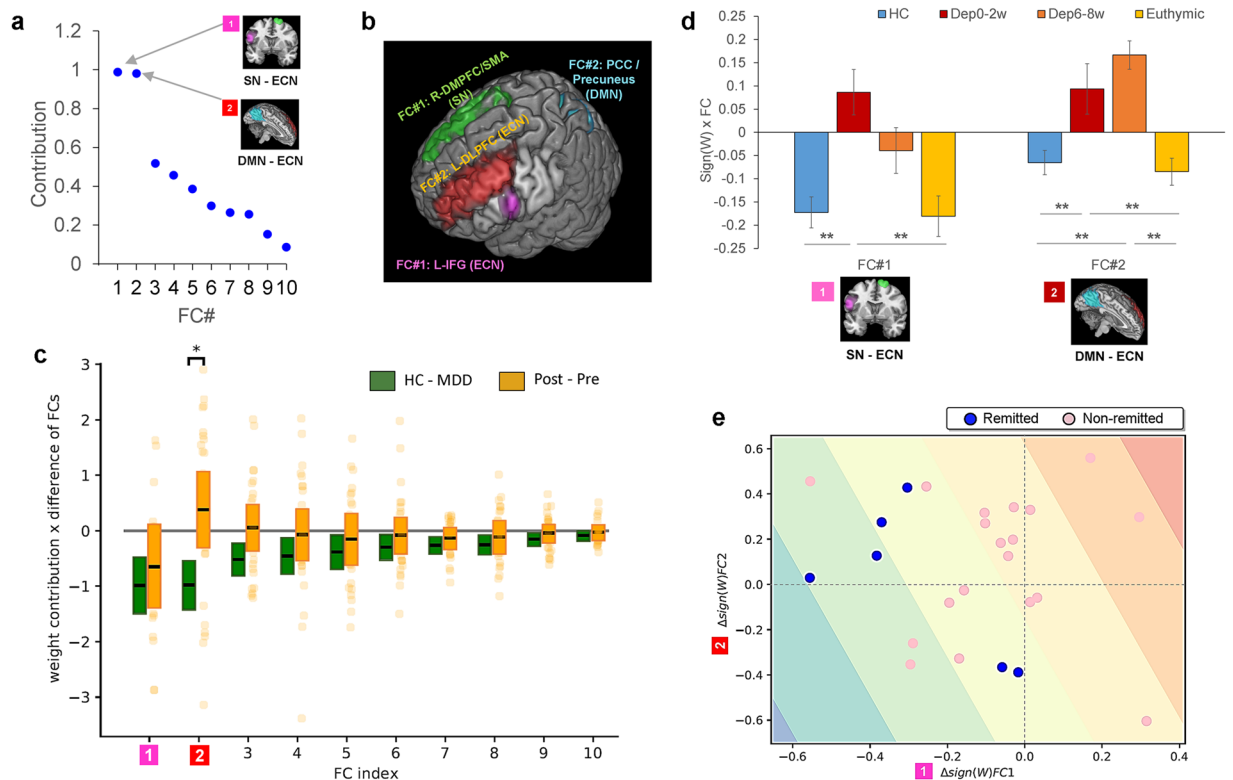 a
1.2
1
0.8
0.6
0.4
0.2
0
Contribution
1 2 3 4 5 6 7 8 9 10
FC#
1
SN - ECN
2
DMN - ECN
b
FC#1: R-DMPFC/SMA
(SN)
FC#2: PCC /
Precuneus
(DMN)
FC#2: L-DLPFC (ECN)
FC#1: L-IFG (ECN)
c
*
HC - MDD
Post - Pre
weight contribution x difference of FCs
3
2
1
0
−1
−2
−3
1 2 3 4 5 6 7 8 9 10
FC index
d
HC Dep0-2w Dep6-8w Euthymic
Sign(W) x FC
0.2
0.15
0.1
0.05
0
-0.05
-0.1
-0.15
-0.2
-0.25
** **
** **
** **
FC#1 FC#2
1
SN - ECN
2
DMN - ECN
e
Remitted Non-remitted
0.6
0.4
0.2
0.0
−0.2
−0.4
−0.6
2 Δsign(W)FC2
−0.6 −0.4 −0.2 0.0 0.2 0.4
1 Δsign(W)FC1